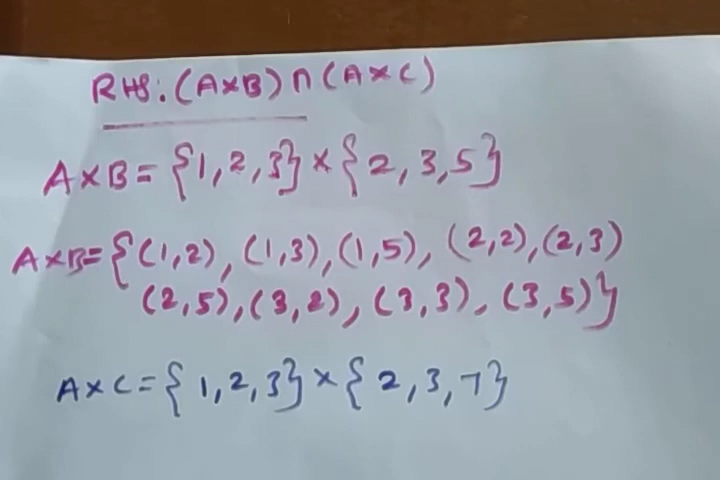 RHS: (A×B) ∩ (A×C)
A×B = {1,2,3} × {2,3,5}
A×B = {(1,2), (1,3), (1,5), (2,2), (2,3)
(2,5), (3,2), (3,3), (3,5)}
A×C = {1,2,3} × {2,3,7}